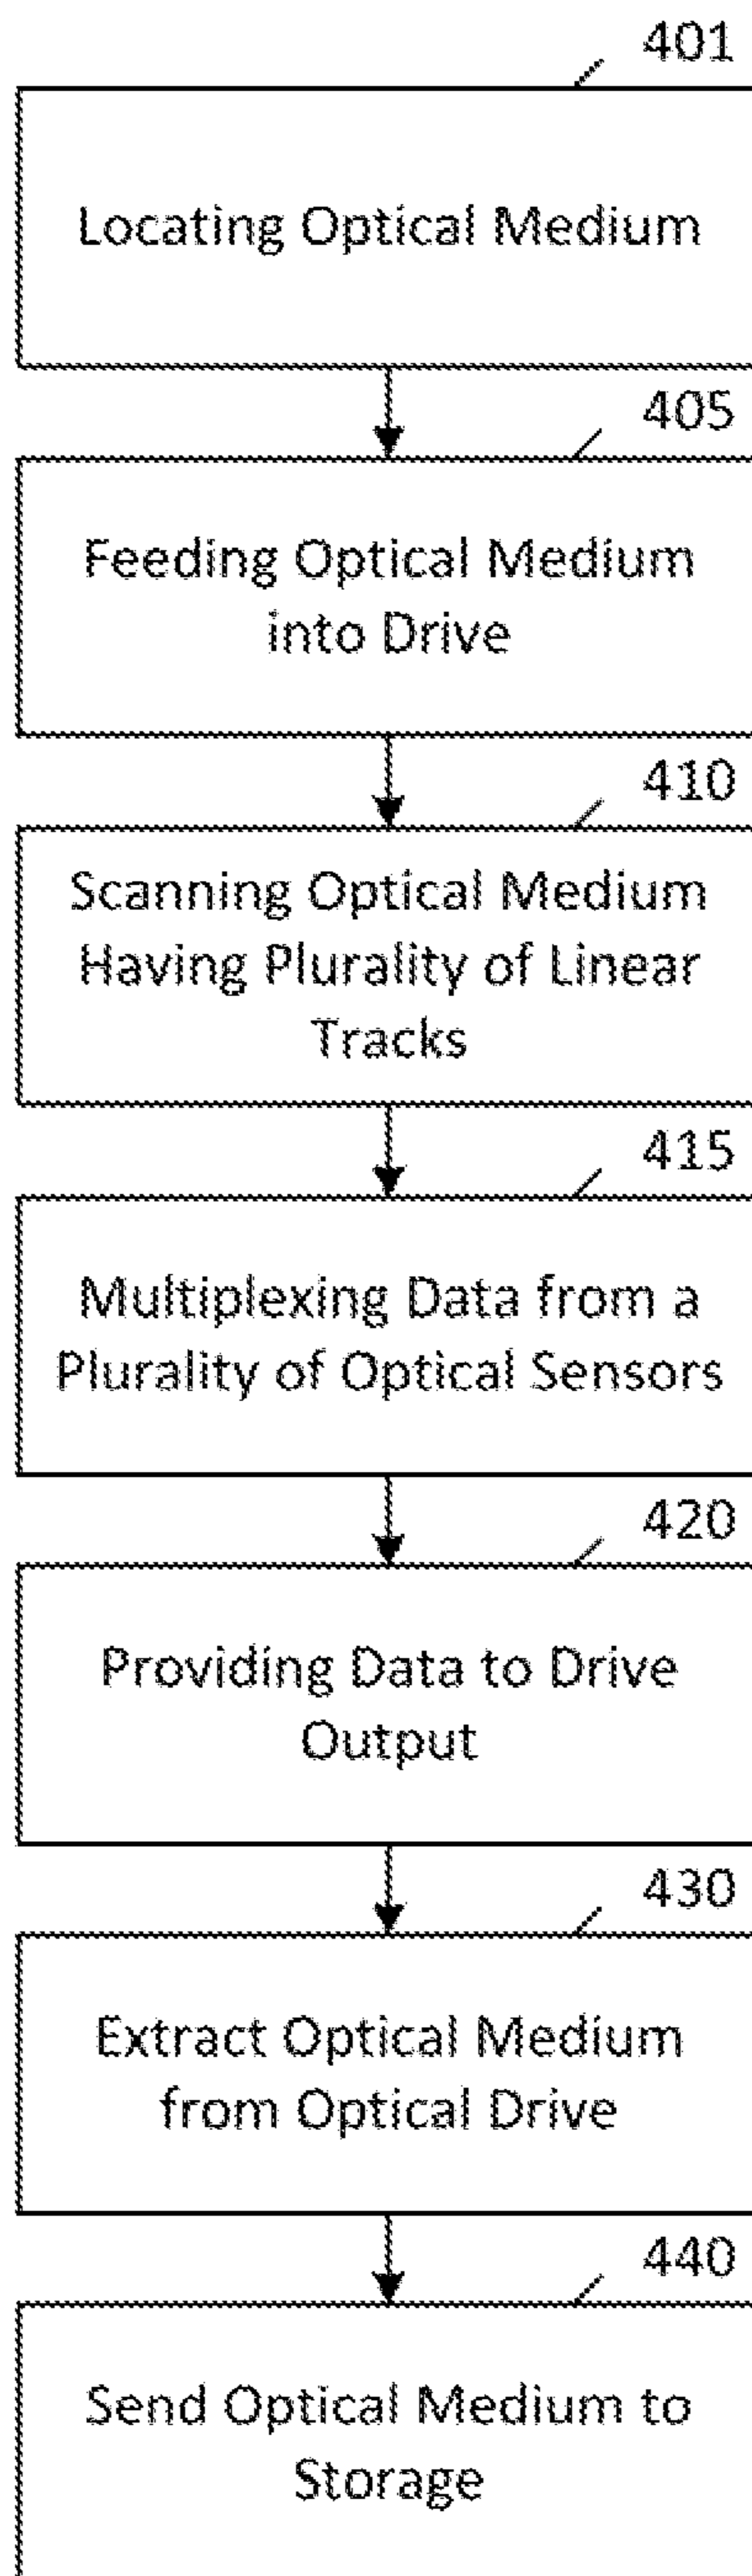 401
Locating Optical Medium
405
Feeding Optical Medium
into Drive
410
Scanning Optical Medium
Having Plurality of Linear
Tracks
415
Multiplexing Data from a
Plurality of Optical Sensors
420
Providing Data to Drive
Output
430
Extract Optical Medium
from Optical Drive
440
Send Optical Medium to
Storage